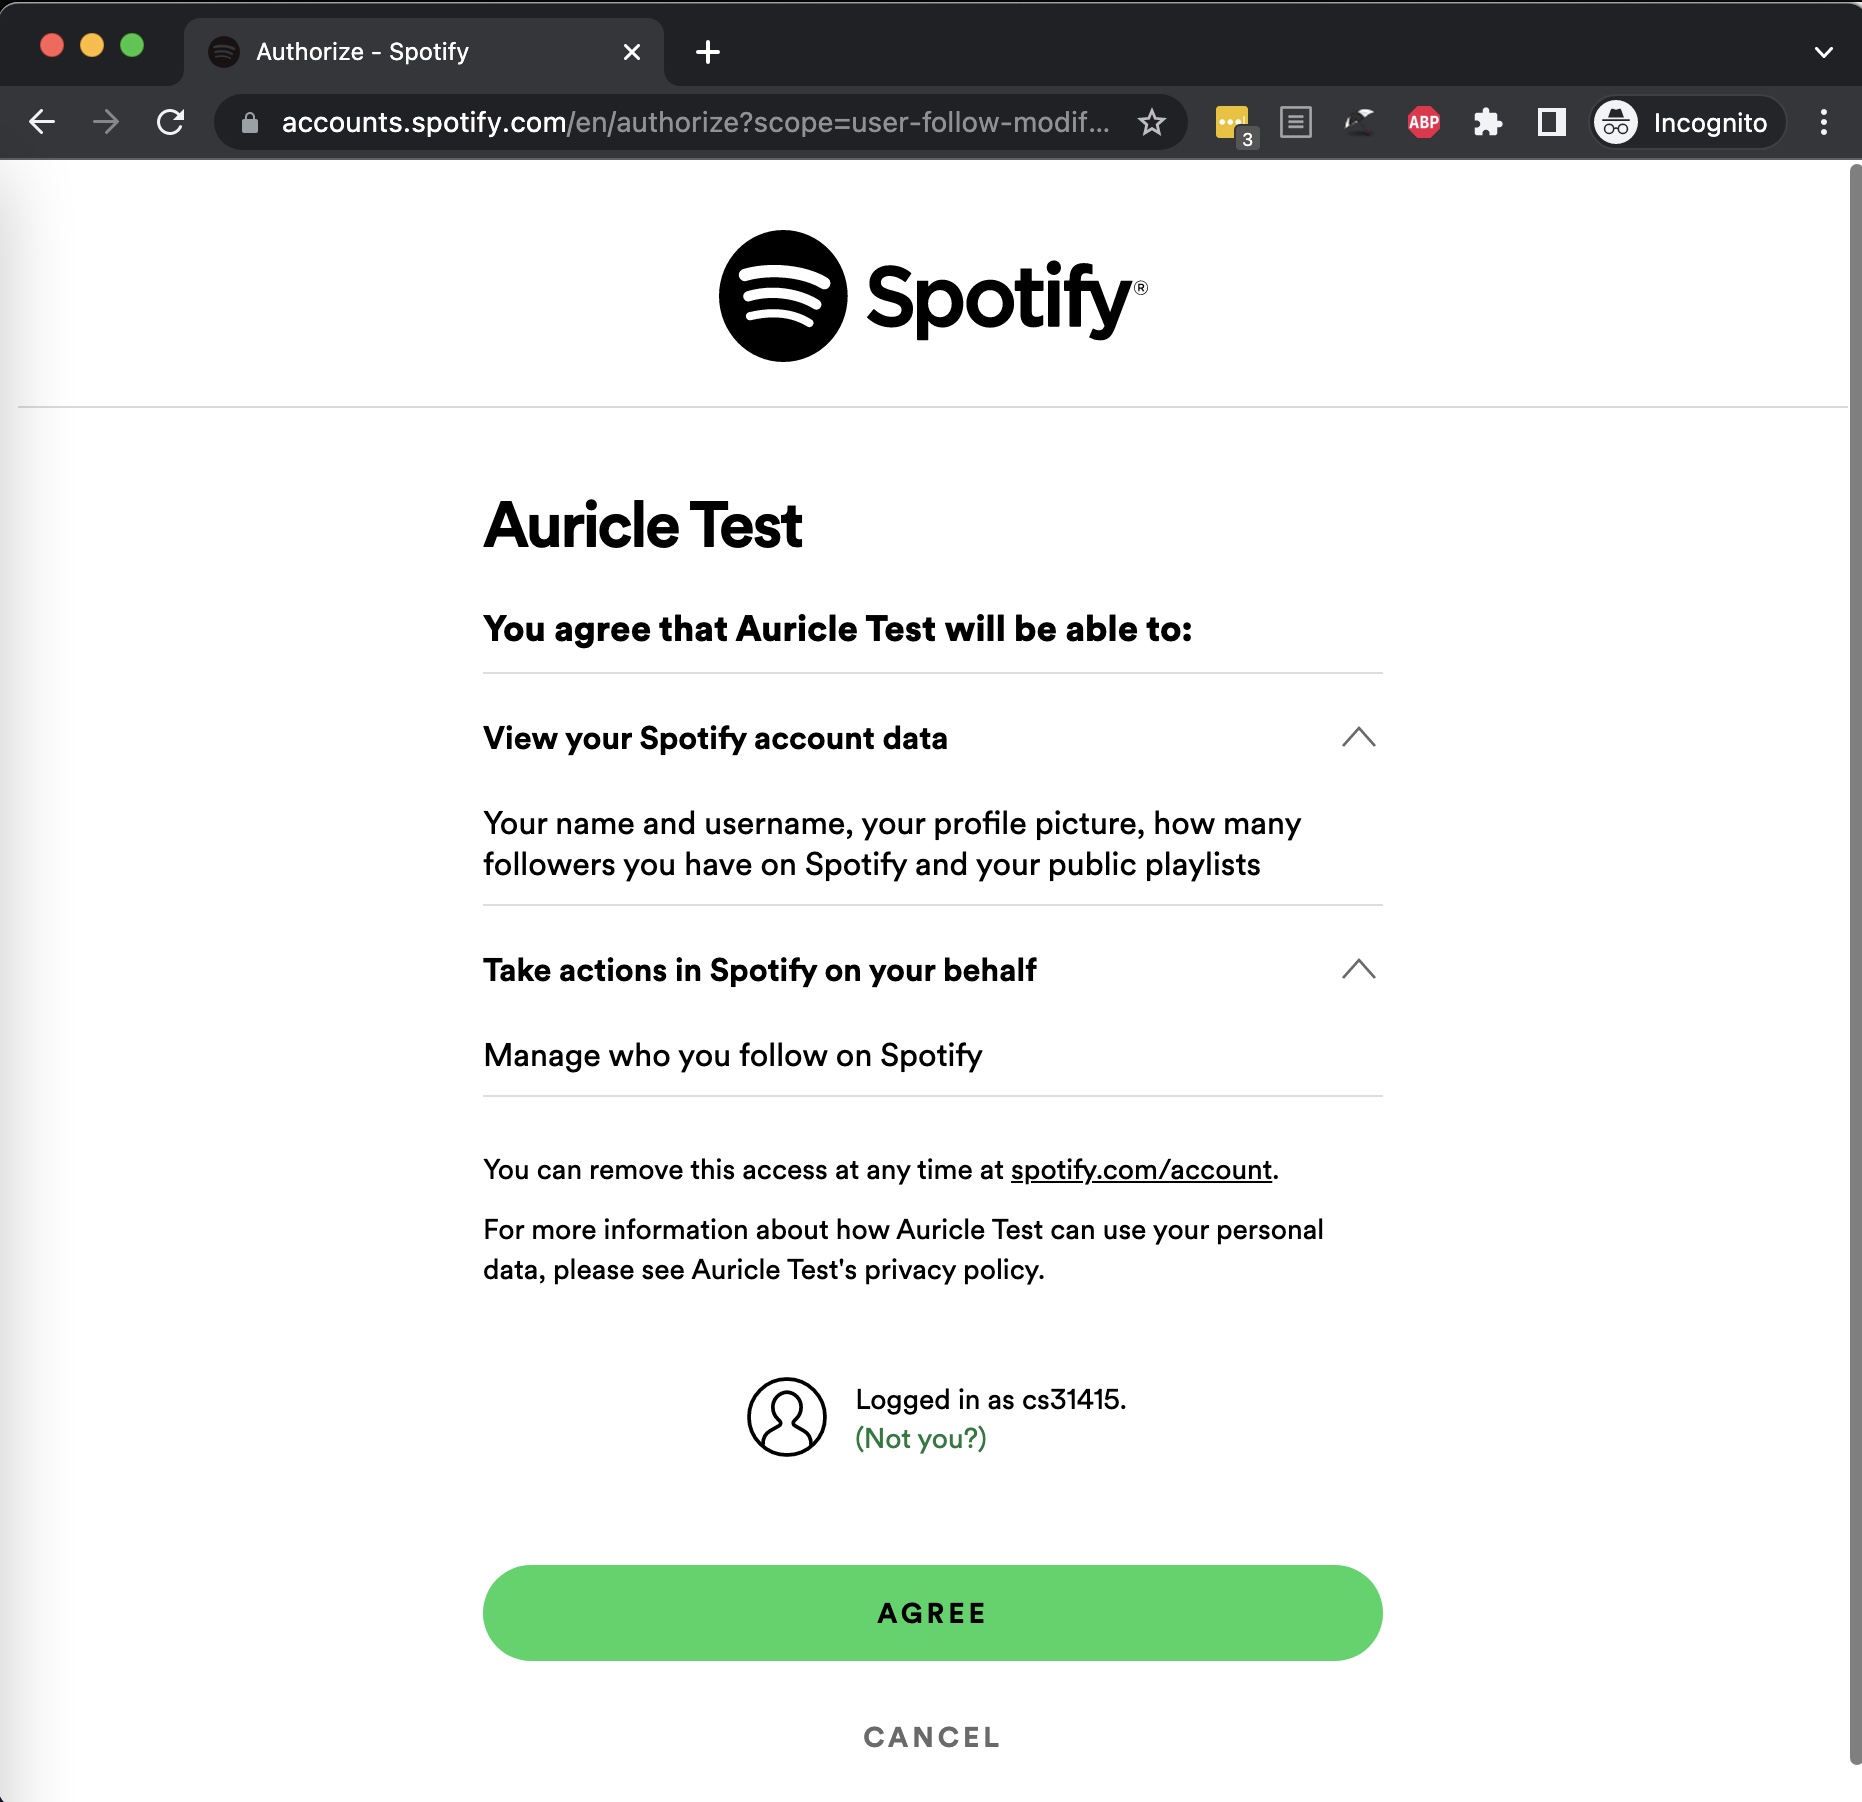 Authorize - Spotify
accounts.spotify.com/en/authorize?scope=user-follow-modif...
3
ABP
Incognito
Spotify®
Auricle Test
You agree that Auricle Test will be able to:
View your Spotify account data
Your name and username, your profile picture, how many
followers you have on Spotify and your public playlists
Take actions in Spotify on your behalf
Manage who you follow on Spotify
You can remove this access at any time at spotify.com/account.
For more information about how Auricle Test can use your personal
data, please see Auricle Test's privacy policy.
Logged in as cs31415.
(Not you?)
AGREE
CANCEL